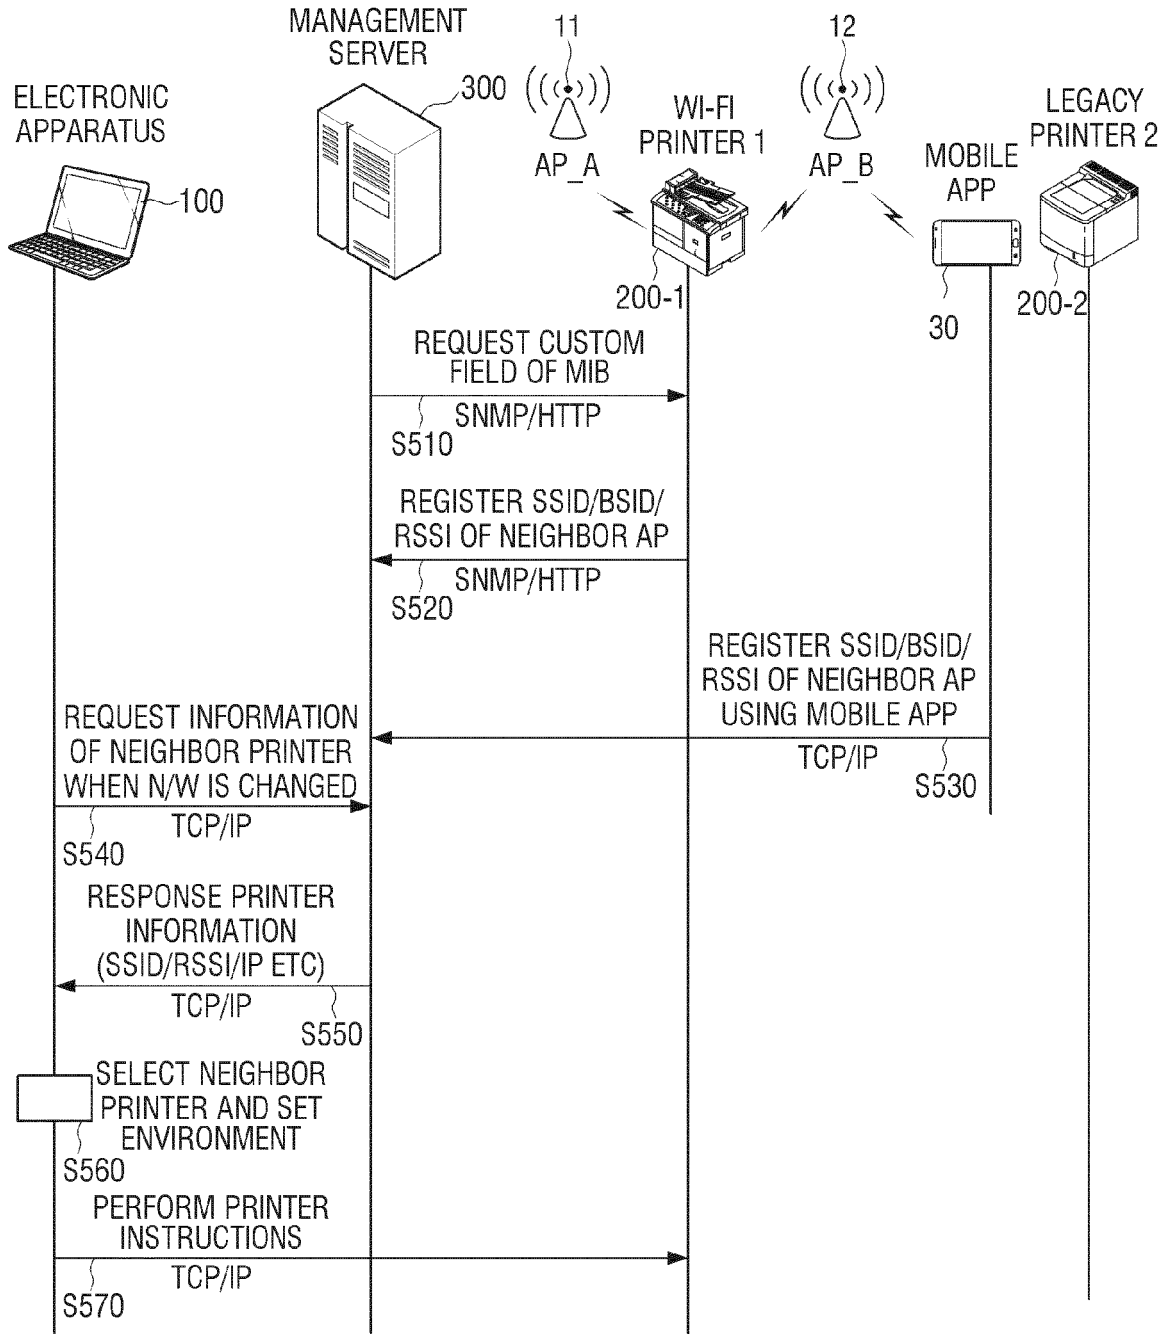 MANAGEMENT
SERVER
11
12
300
ELECTRONIC
APPARATUS
WI-FI
PRINTER 1
LEGACY
PRINTER 2
AP_A
AP_B
MOBILE
APP
100
200-1
30
200-2
REQUEST CUSTOM
FIELD OF MIB
SNMP/HTTP
S510
REGISTER SSID/BSID/
RSSI OF NEIGHBOR AP
SNMP/HTTP
S520
REGISTER SSID/BSID/
RSSI OF NEIGHBOR AP
USING MOBILE APP
TCP/IP
S530
REQUEST INFORMATION
OF NEIGHBOR PRINTER
WHEN N/W IS CHANGED
TCP/IP
S540
RESPONSE PRINTER
INFORMATION
(SSID/RSSI/IP ETC)
TCP/IP
S550
SELECT NEIGHBOR
PRINTER AND SET
ENVIRONMENT
S560
PERFORM PRINTER
INSTRUCTIONS
TCP/IP
S570